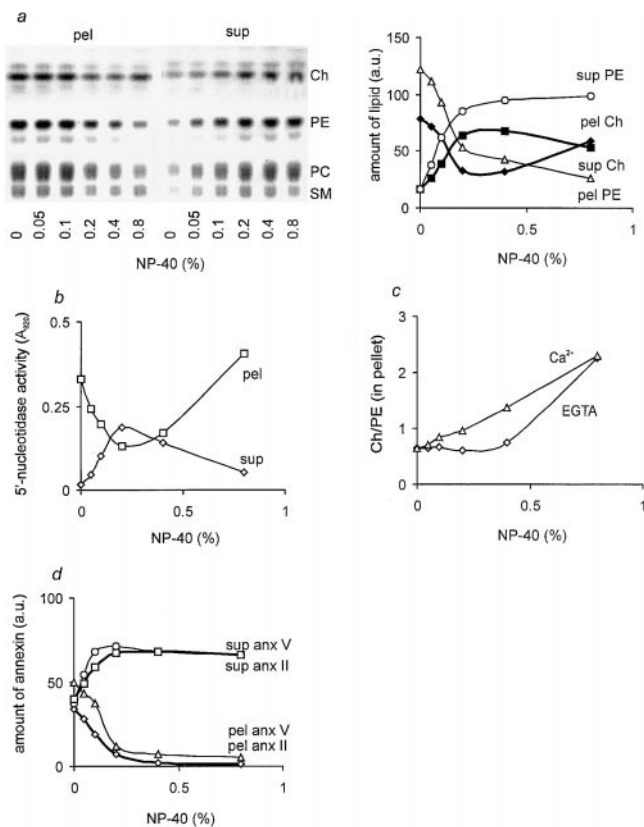 a
pel sup
Ch
PE
PC
SM
0 0.05 0.1 0.2 0.4 0.8 0 0.05 0.1 0.2 0.4 0.8
NP-40 (%)
amount of lipid (a.u.)
150
100
50
0
0 0.5 1
sup PE
pel Ch
sup Ch
pel PE
NP-40 (%)
b
5'-nucleotidase activity (A₈₂₀)
0.5
0.25
0
0 0.5 1
pel
sup
NP-40 (%)
c
Ch/PE (in pellet)
3
2
1
0
0 0.5 1
Ca²⁺
EGTA
NP-40 (%)
d
amount of annexin (a.u.)
100
50
0
0 0.5 1
sup anx V
sup anx II
pel anx V
pel anx II
NP-40 (%)